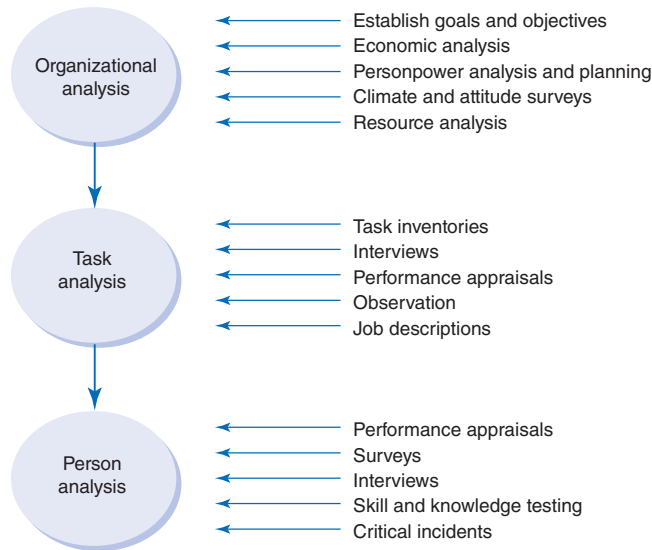 Organizational
analysis
Establish goals and objectives
Economic analysis
Personpower analysis and planning
Climate and attitude surveys
Resource analysis
Task
analysis
Task inventories
Interviews
Performance appraisals
Observation
Job descriptions
Person
analysis
Performance appraisals
Surveys
Interviews
Skill and knowledge testing
Critical incidents